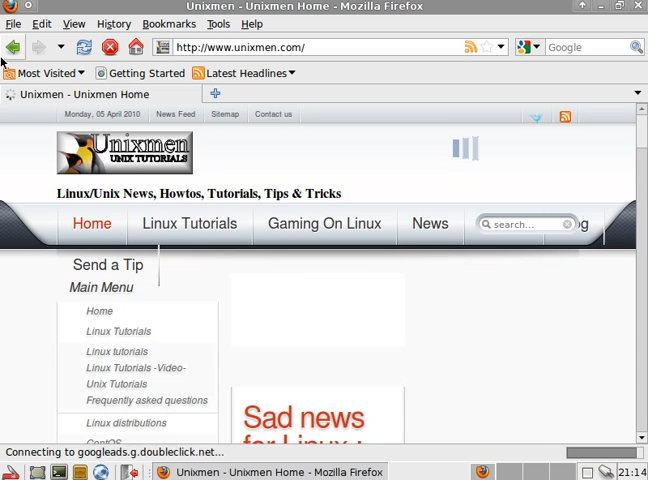 Unixmen - Unixmen Home - Mozilla Firefox
File Edit View History Bookmarks Tools Help
http://www.unixmen.com/ Google
Most Visited Getting Started Latest Headlines
Unixmen - Unixmen Home
Monday, 05 April 2010 News Feed Sitemap Contact us
Unixmen
UNIX TUTORIALS
Linux/Unix News, Howtos, Tutorials, Tips & Tricks
Home Linux Tutorials Gaming On Linux News search... og
Send a Tip
Main Menu
Home
Linux Tutorials
Linux tutorials
Linux Tutorials -Video-
Unix Tutorials
Frequently asked questions
Linux distributions
CentOS
Sad news
for Linux :
Connecting to googleads.g.doubleclick.net...
Unixmen - Unixmen Home - Mozilla Firefox 21:14